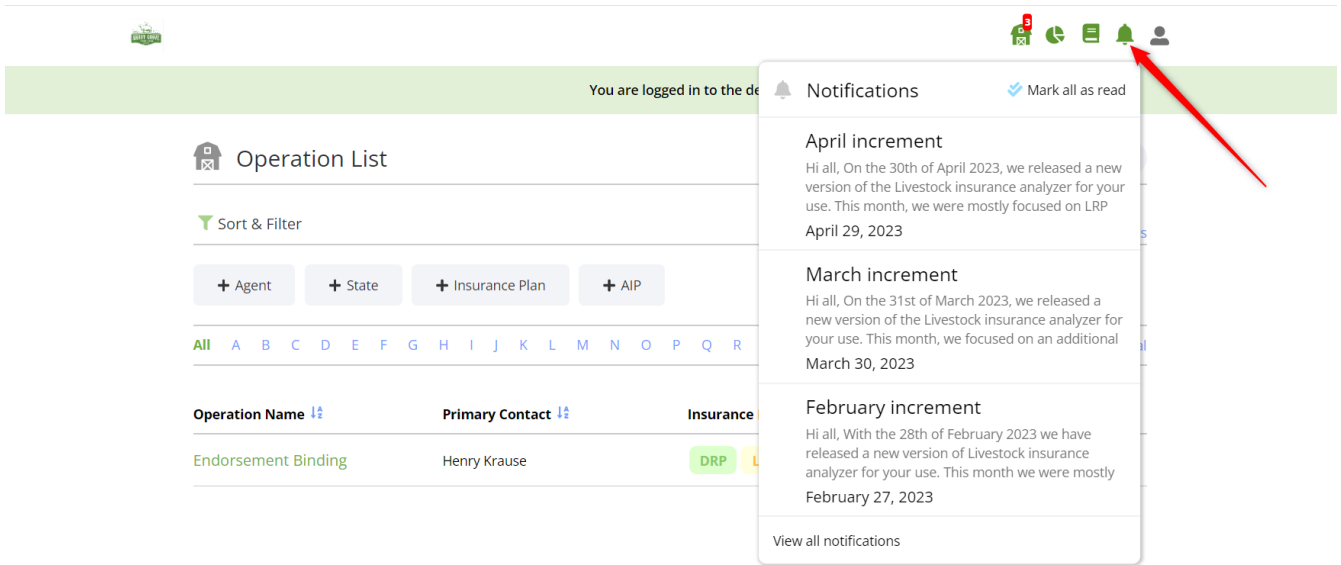 3
You are logged in to the de
Operation List
Sort & Filter
+ Agent
+ State
+ Insurance Plan
+ AIP
All A B C D E F G H I J K L M N O P Q R
Operation Name
Primary Contact
Insurance
Endorsement Binding
Henry Krause
DRP
L
Notifications
Mark all as read
April increment
Hi all, On the 30th of April 2023, we released a new
version of the Livestock insurance analyzer for your
use. This month, we were mostly focused on LRP
April 29, 2023
March increment
Hi all, On the 31st of March 2023, we released a
new version of the Livestock insurance analyzer for
your use. This month, we focused on an additional
March 30, 2023
February increment
Hi all, With the 28th of February 2023 we have
released a new version of Livestock insurance
analyzer for your use. This month we were mostly
February 27, 2023
View all notifications